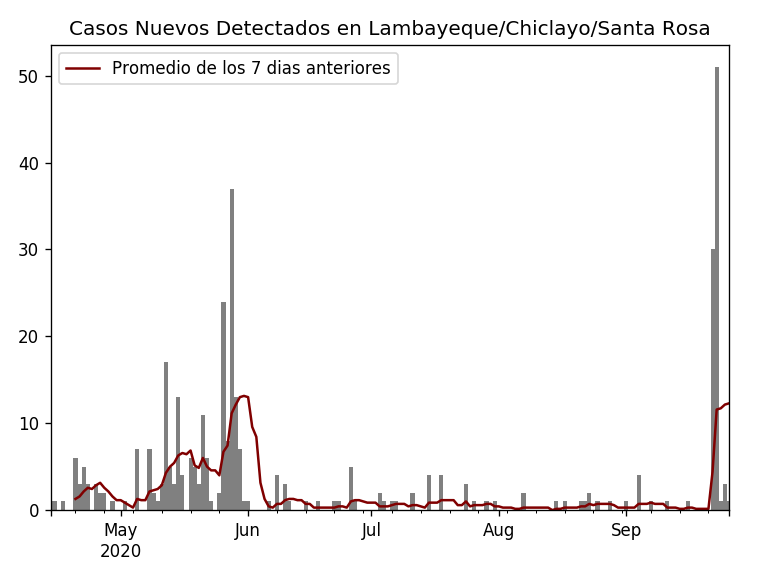 Casos Nuevos Detectados en Lambayeque/Chiclayo/Santa Rosa
Promedio de los 7 dias anteriores
50
40
30
20
10
0
May Jun Jul Aug Sep
2020